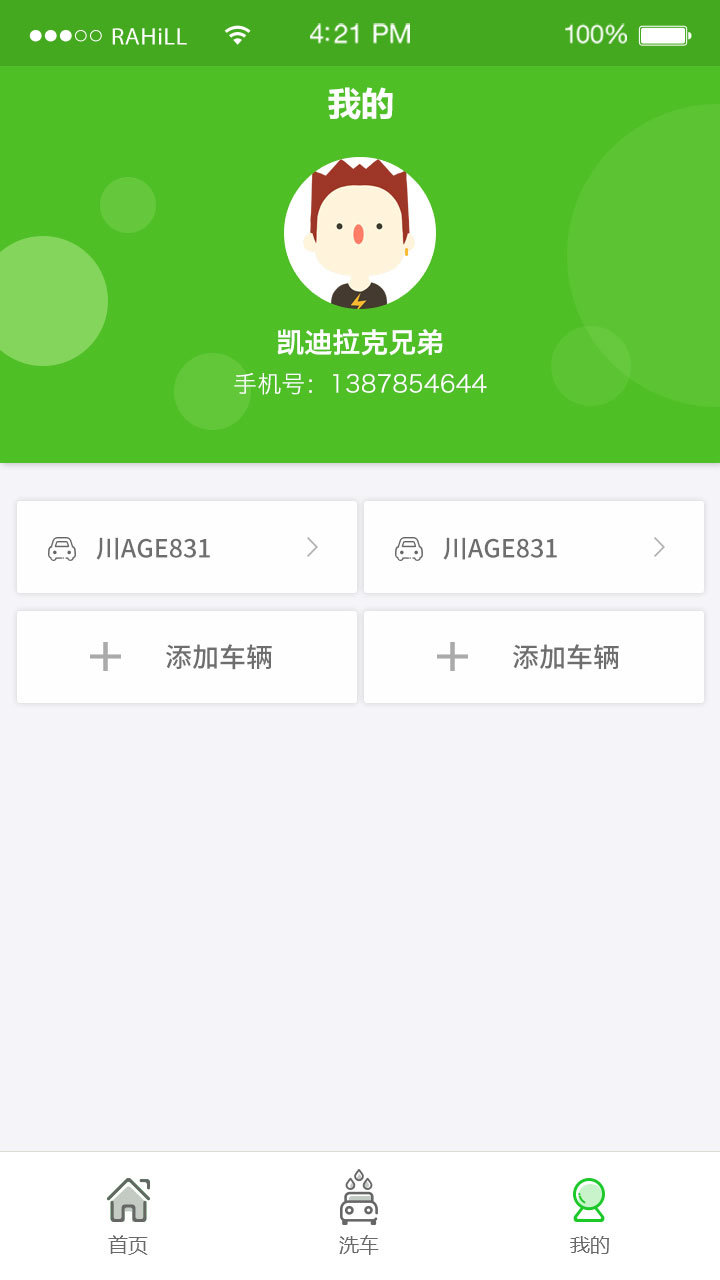 RAHiLL 4:21 PM 100%
我的
凯迪拉克兄弟
手机号：1387854644
川AGE831 川AGE831
添加车辆 添加车辆
首页 洗车 我的